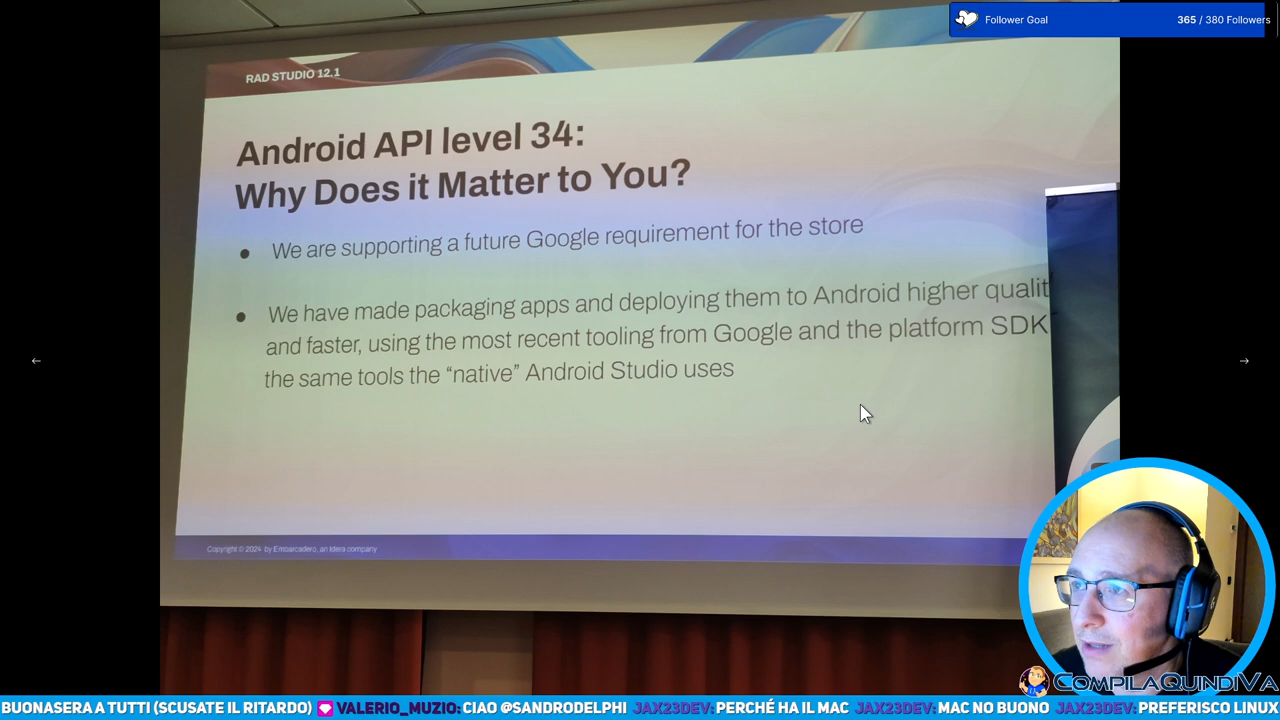 Follower Goal
365 / 380 Followers
RAD STUDIO 12.1
Android API level 34:
Why Does it Matter to You?
● We are supporting a future Google requirement for the store
● We have made packaging apps and deploying them to Android higher qualit
and faster, using the most recent tooling from Google and the platform SDK
the same tools the “native” Android Studio uses
Copyright © 2024 by Embarcadero, an Idera company
COMPILAQUINDIVA
BUONASERA A TUTTI (SCUSATE IL RITARDO) VALERIO_MUZIO: CIAO @SANDRODELPHI JAX23DEV: PERCHÉ HA IL MAC JAX23DEV: MAC NO BUONO JAX23DEV: PREFERISCO LINUX